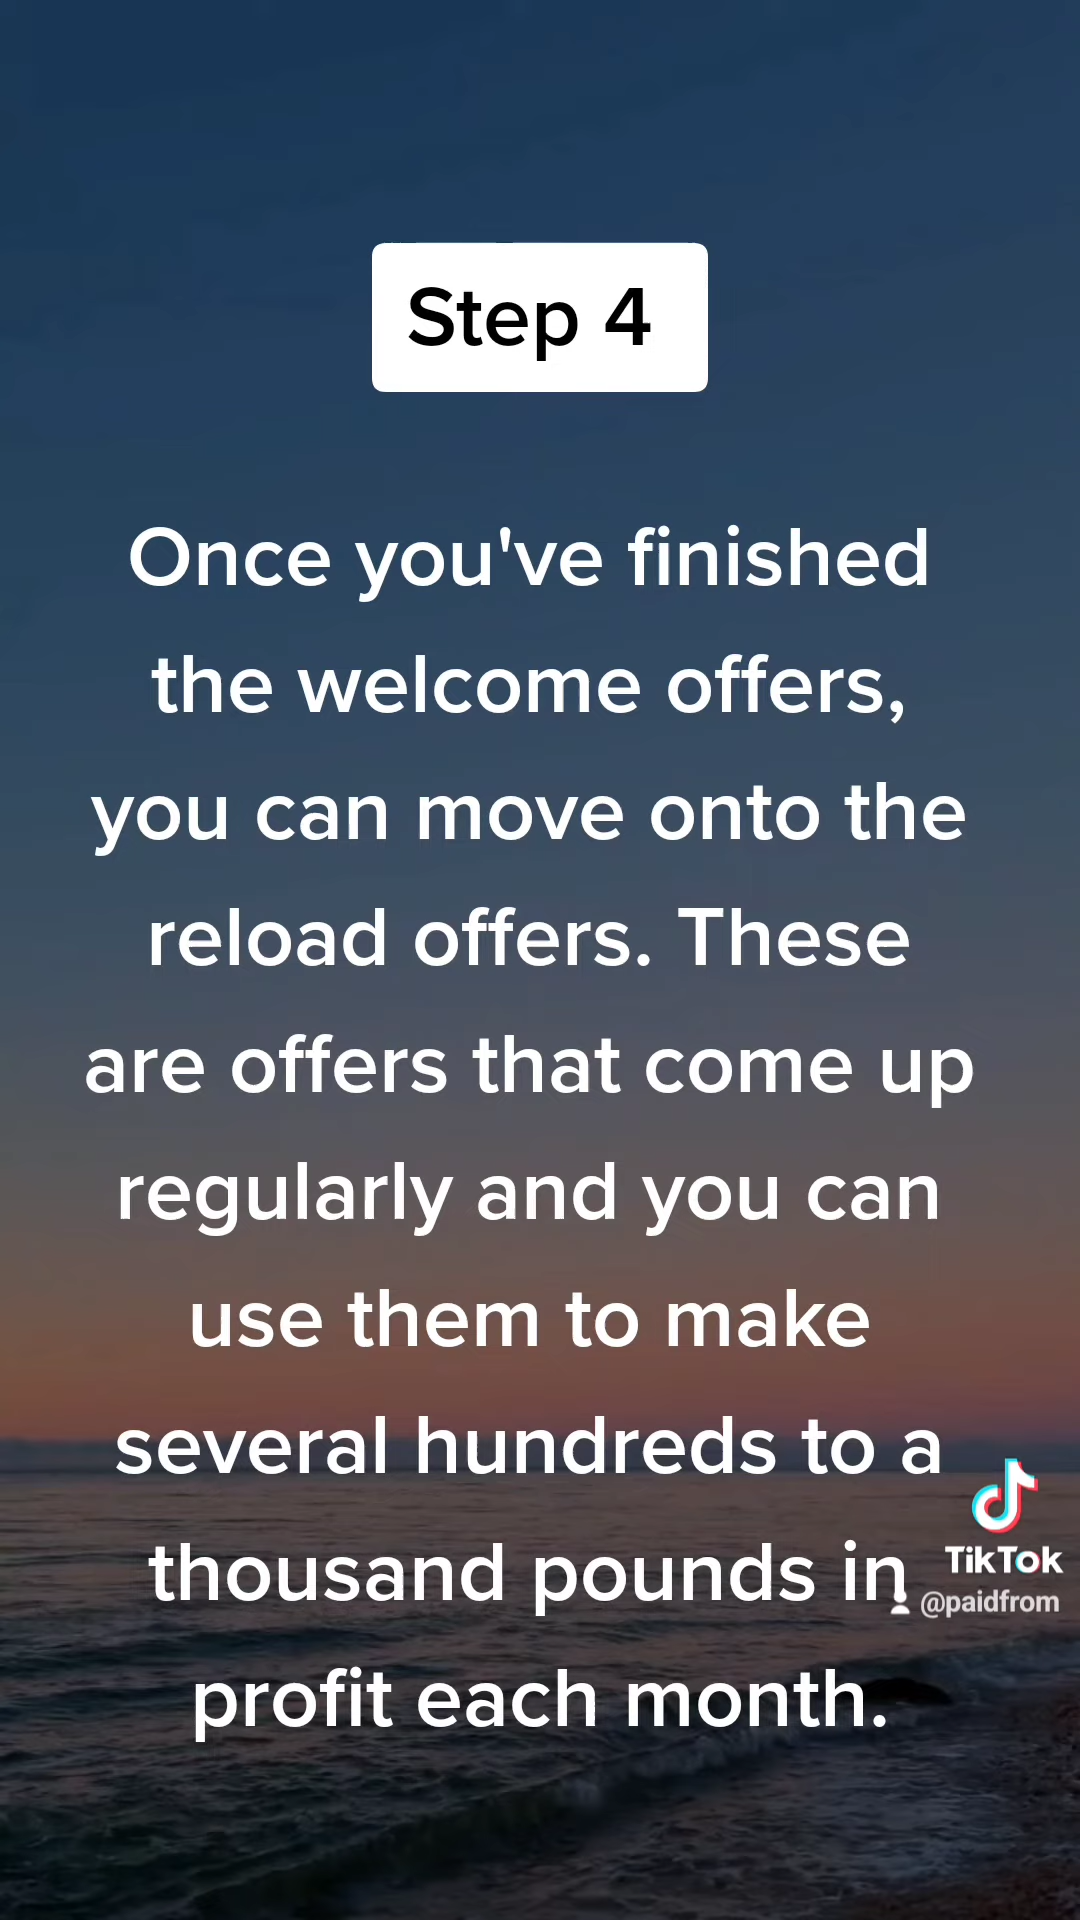 Step 4
Once you've finished
the welcome offers,
you can move onto the
reload offers. These
are offers that come up
regularly and you can
use them to make
several hundreds to a
thousand pounds in
profit each month.
TikTok
@paidfrom